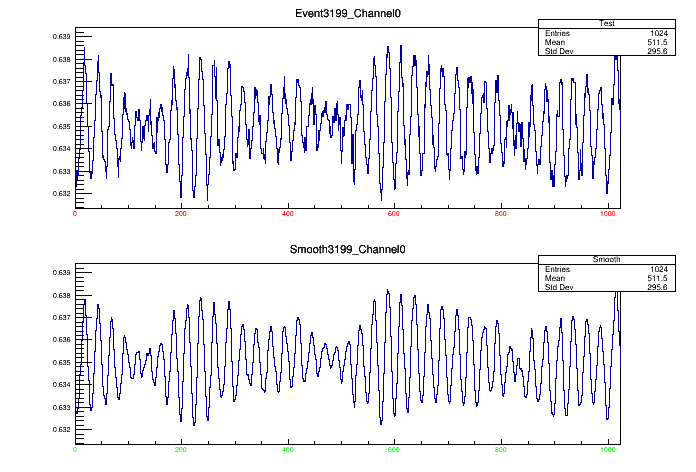 Event3199_Channel0
Test
Entries 1024
Mean 511.5
Std Dev 295.6
0.639
0.638
0.637
0.636
0.635
0.634
0.633
0.632
0 200 400 600 800 1000
Smooth3199_Channel0
Smooth
Entries 1024
Mean 511.5
Std Dev 295.6
0.639
0.638
0.637
0.636
0.635
0.634
0.633
0.632
0 200 400 600 800 1000